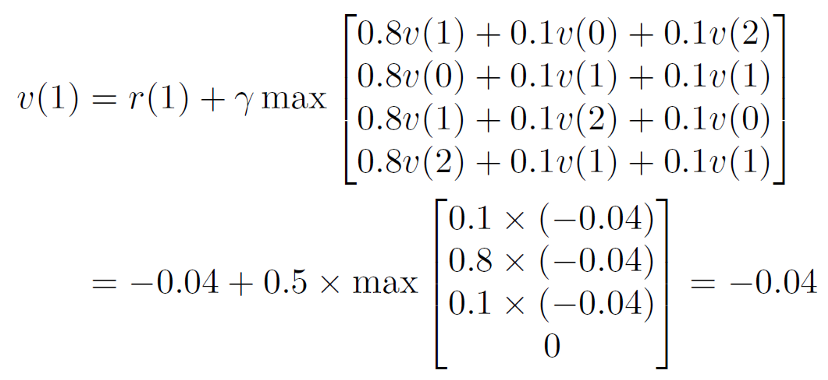 0.8v(1) + 0.1v(0) + 0.1v(2)
0.8v(0) + 0.1v(1) + 0.1v(1)
v(1) = r(1) + γ max
0.8v(1) + 0.1v(2) + 0.1v(0)
0.8v(2) + 0.1v(1) + 0.1v(1)
0.1 × (−0.04)
0.8 × (−0.04)
= −0.04 + 0.5 × max
= −0.04
0.1 × (−0.04)
0